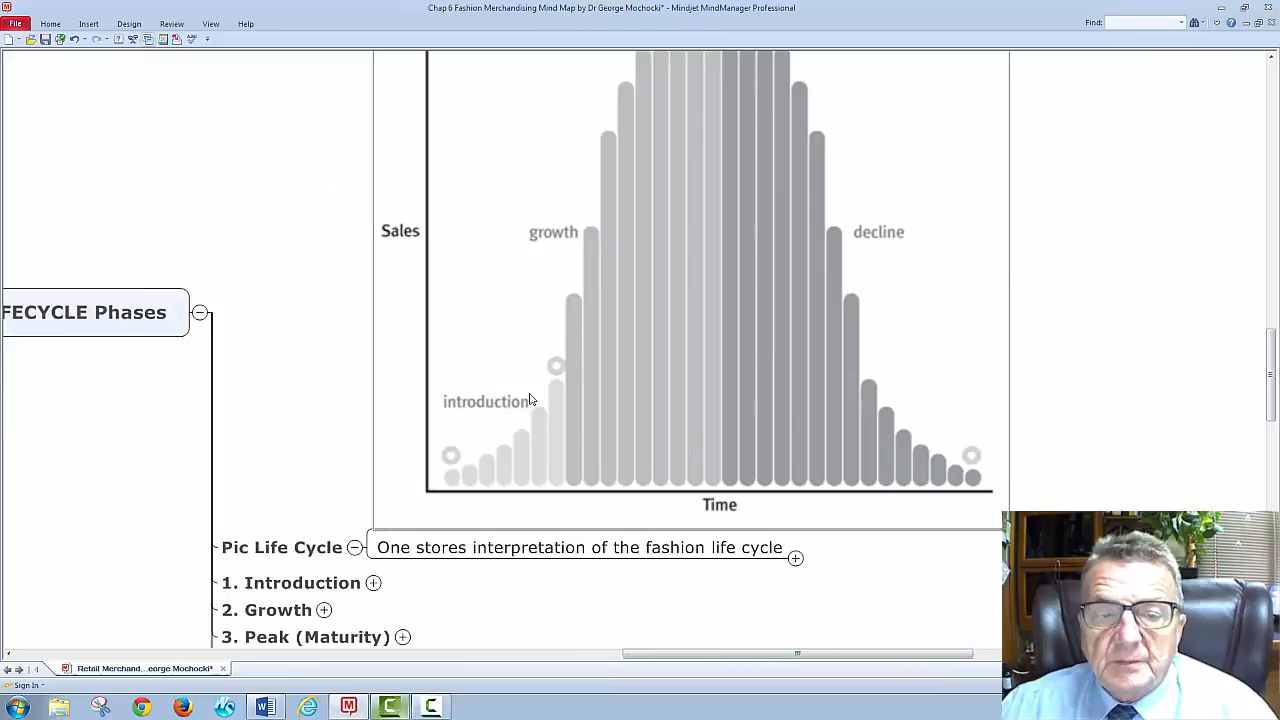 Chap 6 Fashion Merchandising Mind Map by Dr George Mochocki* - Mindjet MindManager Professional
File Home Insert Design Review View Help Find:
Sales
growth
decline
FECYCLE Phases
introduction
Time
Pic Life Cycle
One stores interpretation of the fashion life cycle
1. Introduction
2. Growth
3. Peak (Maturity)
Retail Merchand...eorge Mochocki*
Sign In